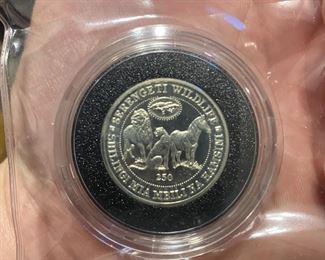 SERENGETI WILDLIFE
250
SHILINGI MIA MBILI NA HAMSINI